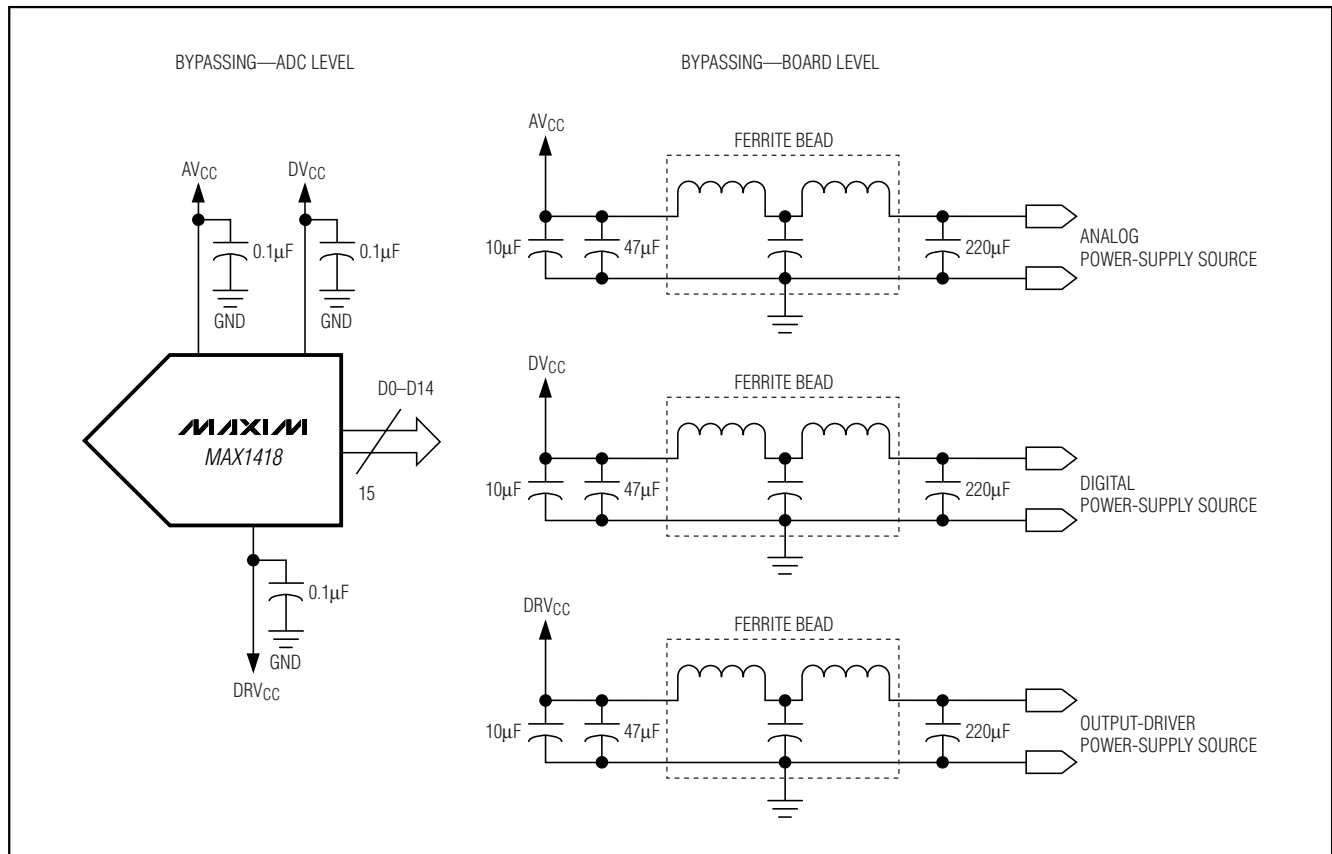 BYPASSING—ADC LEVEL
AVCC
DVCC
0.1µF
0.1µF
GND
GND
MAXIM
MAX1418
D0–D14
15
0.1µF
GND
DRVCC
BYPASSING—BOARD LEVEL
AVCC
FERRITE BEAD
10µF
47µF
220µF
ANALOG
POWER-SUPPLY SOURCE
DVCC
FERRITE BEAD
10µF
47µF
220µF
DIGITAL
POWER-SUPPLY SOURCE
DRVCC
FERRITE BEAD
10µF
47µF
220µF
OUTPUT-DRIVER
POWER-SUPPLY SOURCE